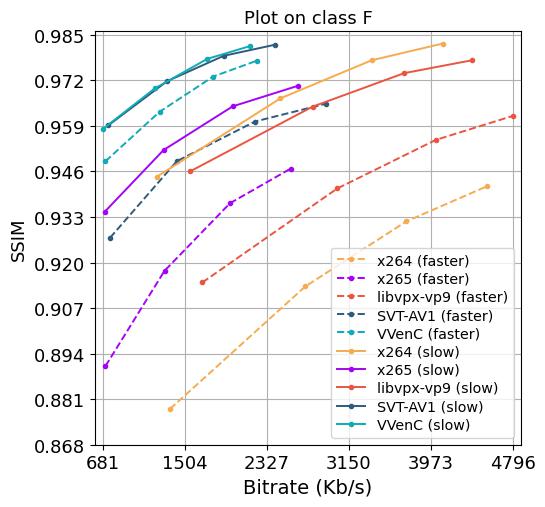 Plot on class F
SSIM
0.985
0.972
0.959
0.946
0.933
0.920
0.907
0.894
0.881
0.868
x264 (faster)
x265 (faster)
libvpx-vp9 (faster)
SVT-AV1 (faster)
VVenC (faster)
x264 (slow)
x265 (slow)
libvpx-vp9 (slow)
SVT-AV1 (slow)
VVenC (slow)
681 1504 2327 3150 3973 4796
Bitrate (Kb/s)